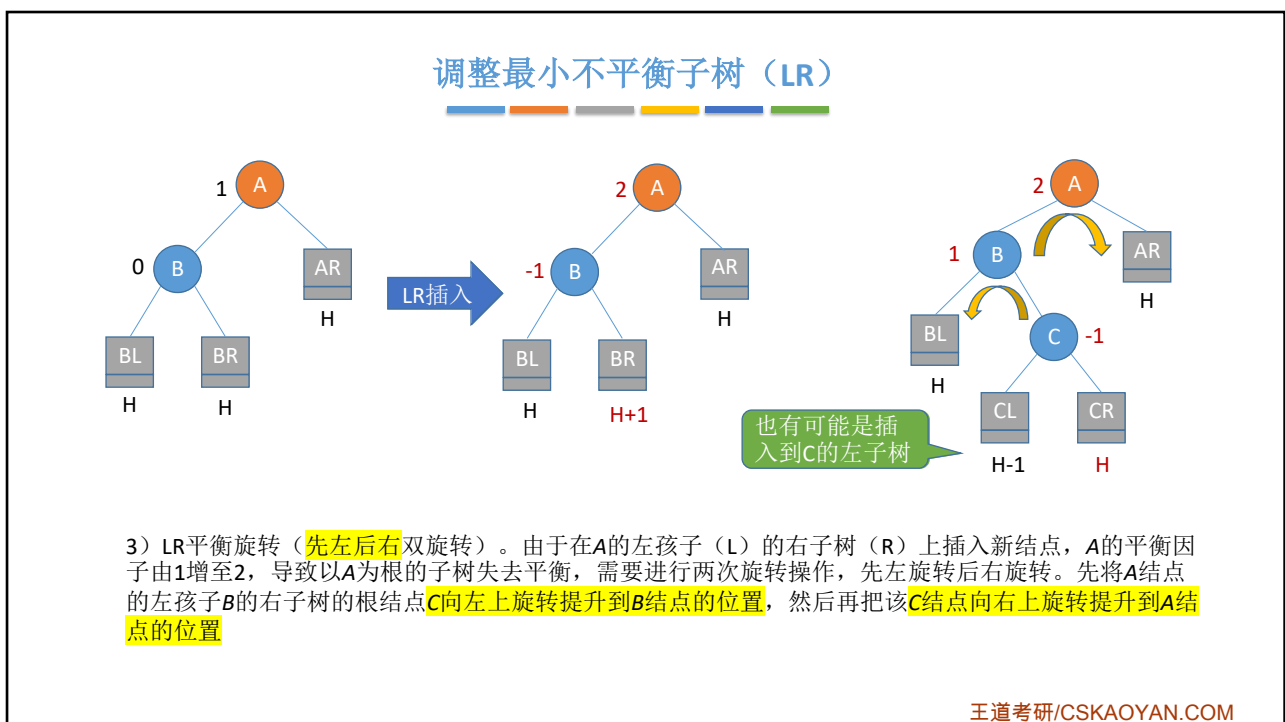 调整最小不平衡子树（LR）
1 A
0 B
AR
H
BL BR
H H
LR插入
2 A
-1 B
AR
H
BL BR
H H+1
2 A
1 B
AR
H
BL
H
C -1
CL CR
H-1 H
也有可能是插
入到C的左子树
3）LR平衡旋转（先左后右双旋转）。由于在A的左孩子（L）的右子树（R）上插入新结点，A的平衡因
子由1增至2，导致以A为根的子树失去平衡，需要进行两次旋转操作，先左旋转后右旋转。先将A结点
的左孩子B的右子树的根结点C向左上旋转提升到B结点的位置，然后再把该C结点向右上旋转提升到A结
点的位置
王道考研/CSKAOYAN.COM